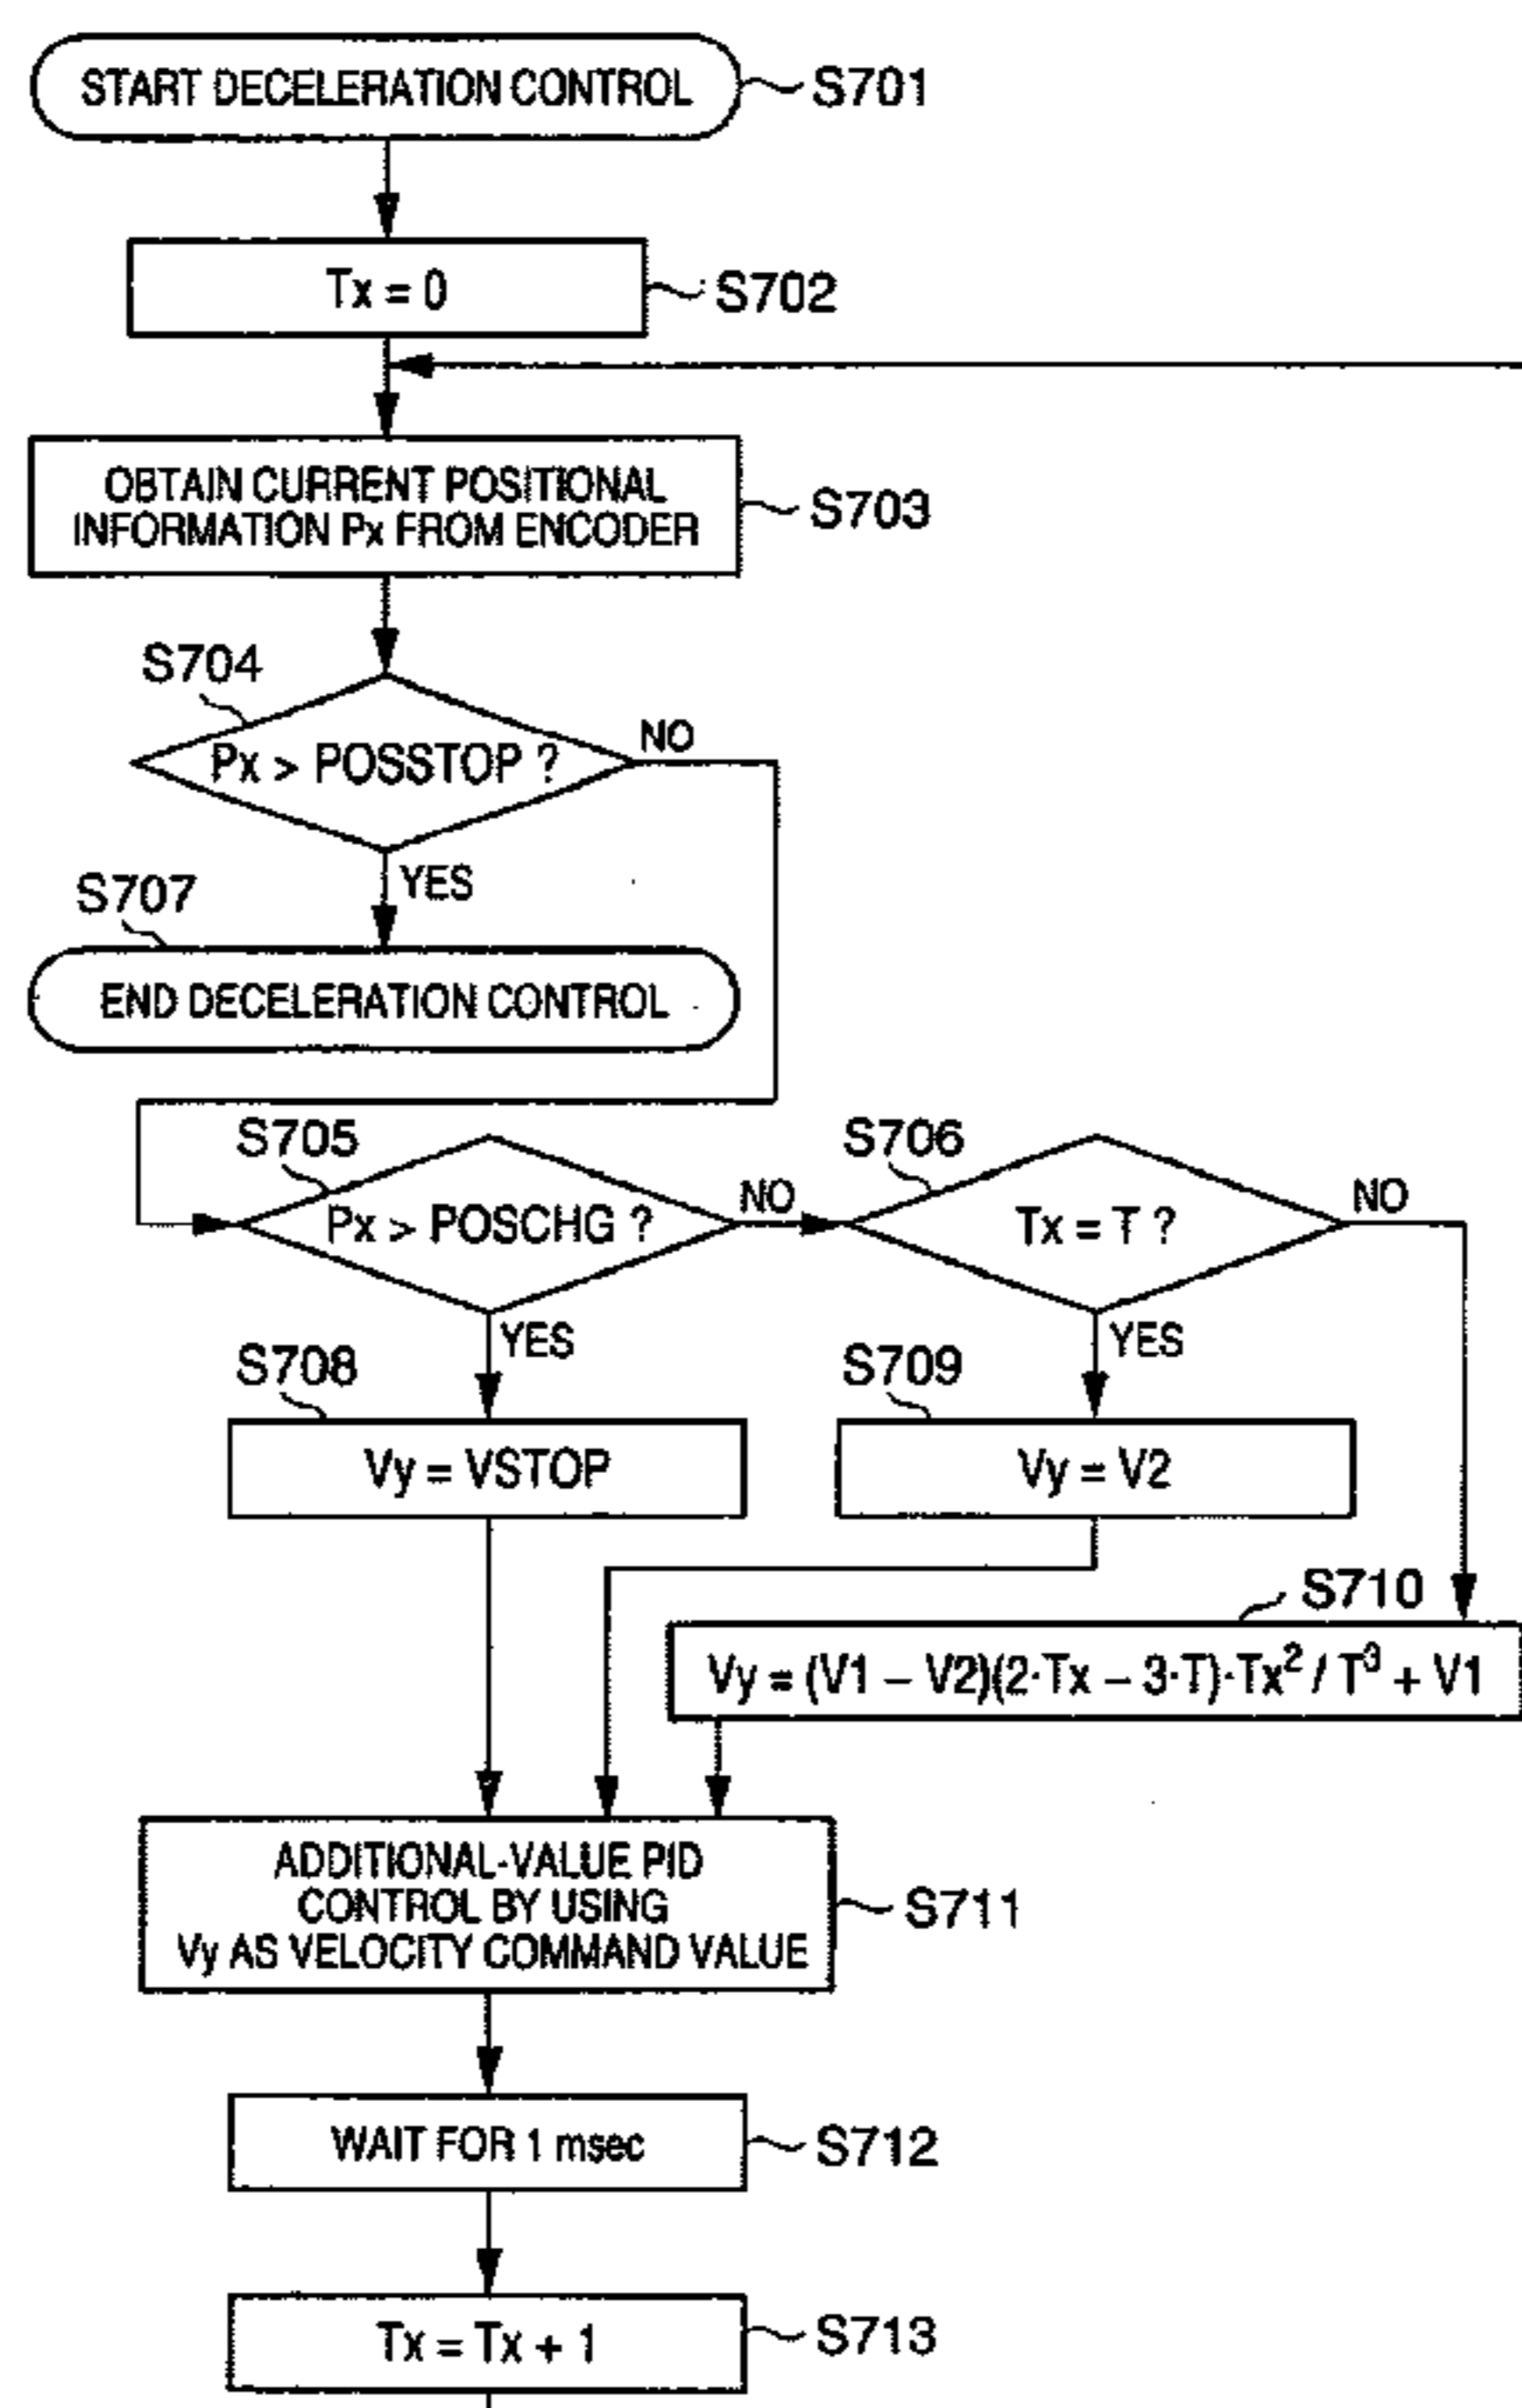 START DECELERATION CONTROL
S701
Tx = 0
S702
OBTAIN CURRENT POSITIONAL
INFORMATION Px FROM ENCODER
S703
S704
Px > POSSTOP ?
NO
YES
S707
END DECELERATION CONTROL
S705
Px > POSCHG ?
NO
YES
S706
Tx = T ?
NO
YES
S708
Vy = VSTOP
S709
Vy = V2
S710
Vy = (V1 – V2)(2·Tx – 3·T)·Tx² / T³ + V1
ADDITIONAL-VALUE PID
CONTROL BY USING
Vy AS VELOCITY COMMAND VALUE
S711
WAIT FOR 1 msec
S712
Tx = Tx + 1
S713